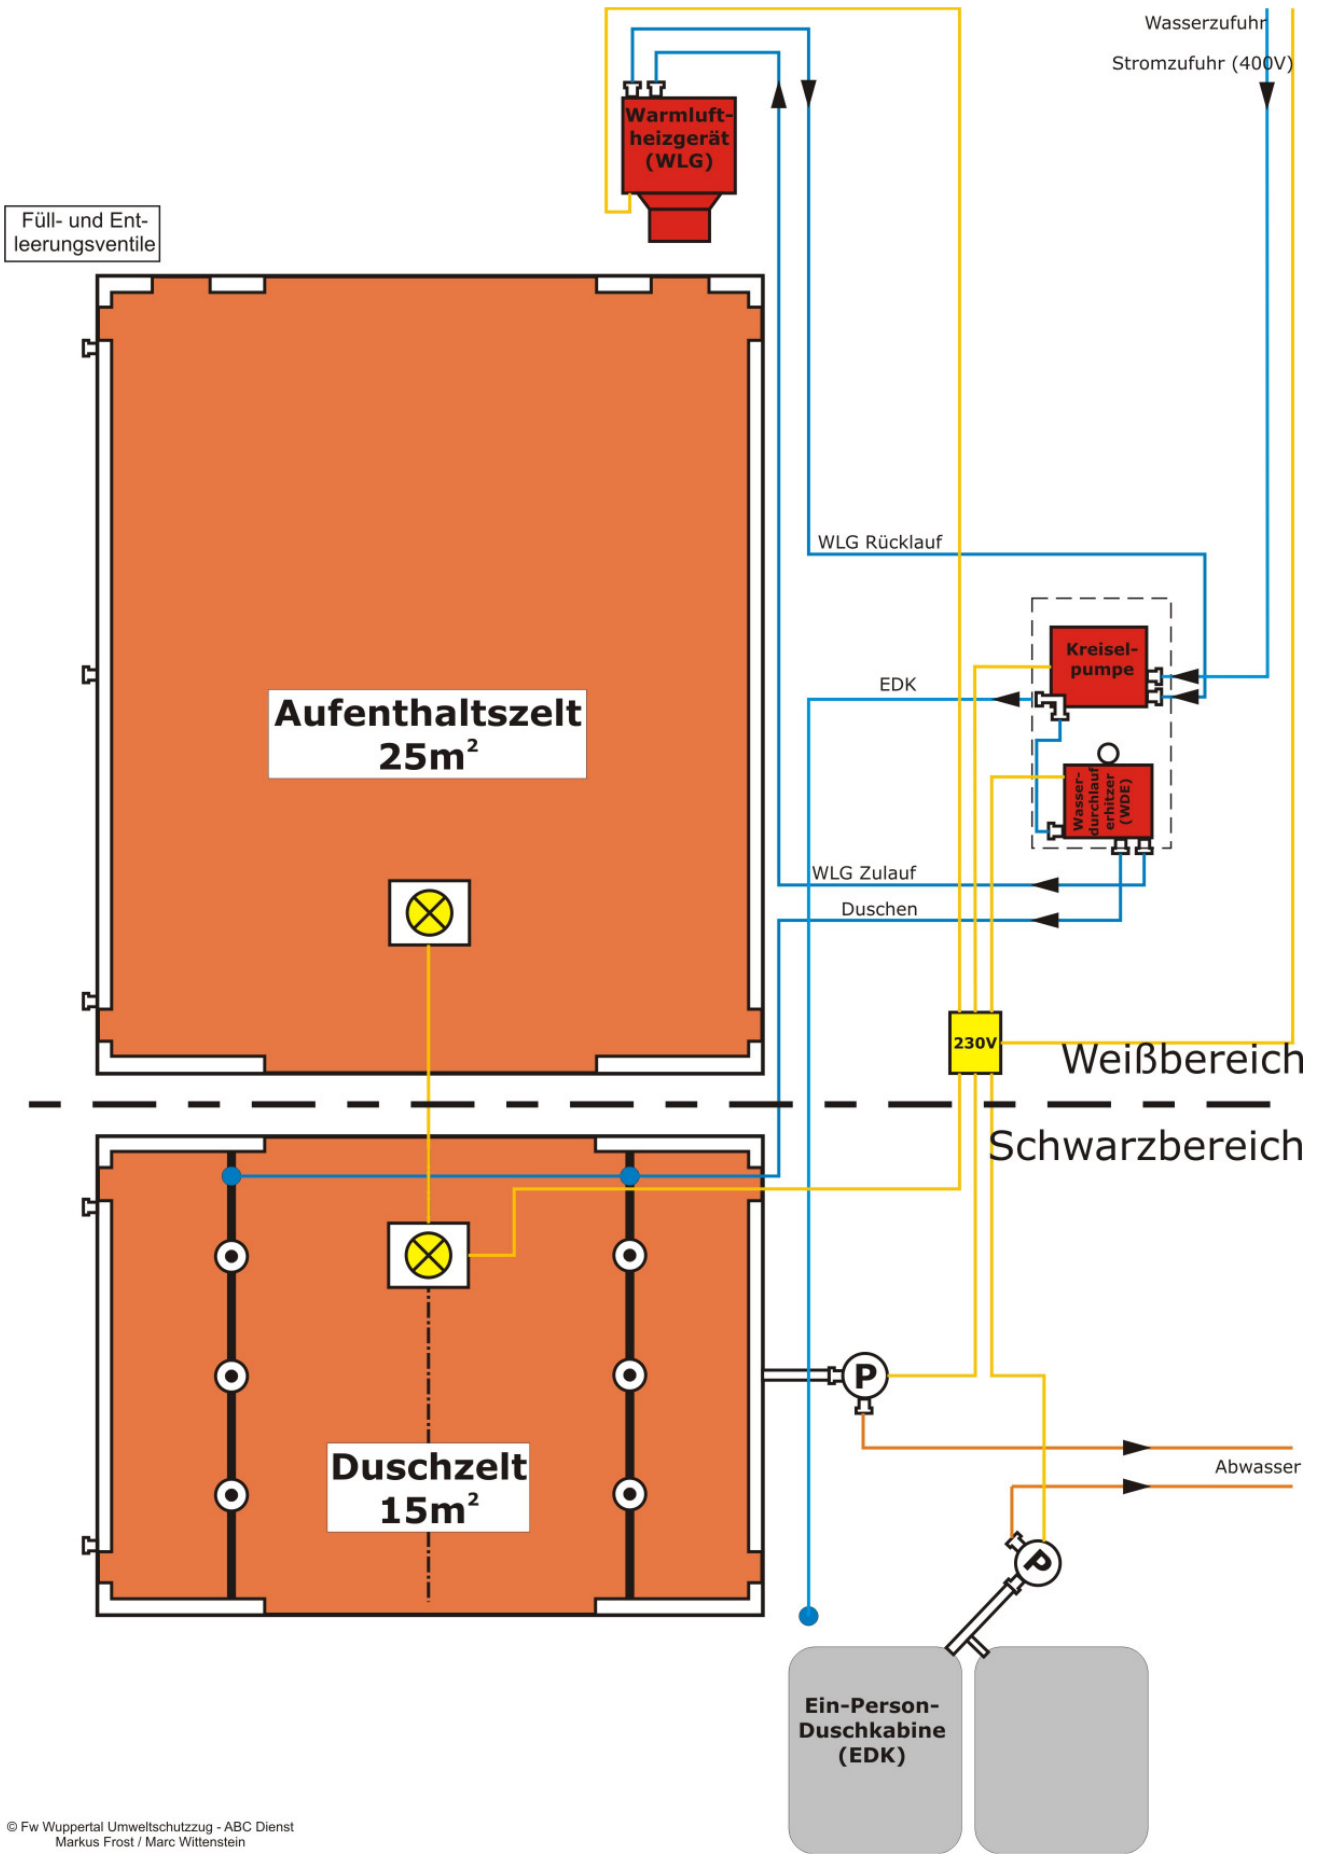 Wasserzufuhr
Stromzufuhr (400V)
Warmluft-
heizgerät
(WLG)
Füll- und Ent-
leerungsventile
WLG Rücklauf
Kreisel-
pumpe
EDK
Aufenthaltszelt
25m²
Wasser-
durchlauf
erhitzer
(WDE)
WLG Zulauf
Duschen
230V
Weißbereich
Schwarzbereich
P
Duschzelt
15m²
Abwasser
P
Ein-Person-
Duschkabine
(EDK)
© Fw Wuppertal Umweltschutzzug - ABC Dienst
Markus Frost / Marc Wittenstein